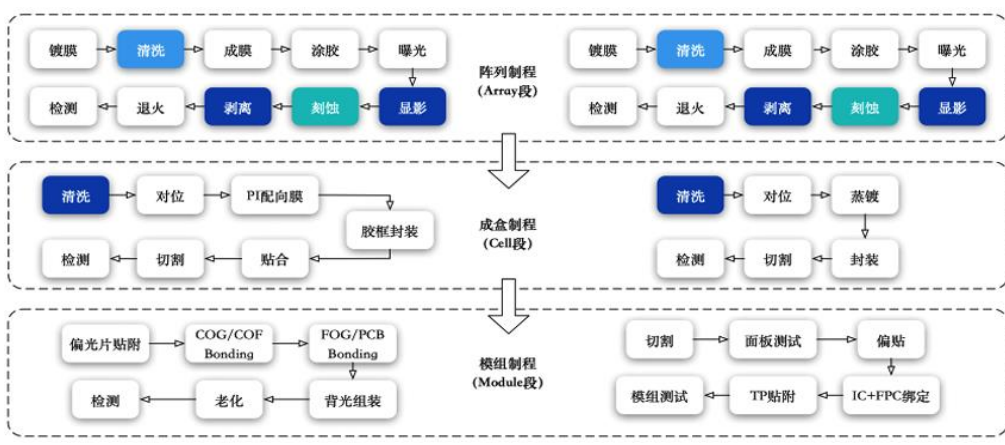 镀膜
清洗
成膜
涂胶
曝光
检测
退火
剥离
刻蚀
显影
阵列制程
(Array段)
镀膜
清洗
成膜
涂胶
曝光
检测
退火
剥离
刻蚀
显影
清洗
对位
PI配向膜
胶框封装
检测
切割
贴合
成盒制程
(Cell段)
清洗
对位
蒸镀
检测
切割
封装
偏光片贴附
COG/COF
Bonding
FOG/PCB
Bonding
检测
老化
背光组装
模组制程
(Module段)
切割
面板测试
偏贴
模组测试
TP贴附
IC+FPC绑定